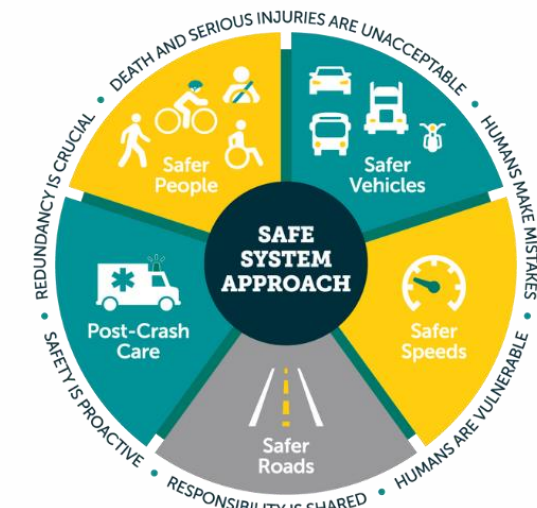 DEATH AND SERIOUS INJURIES ARE UNACCEPTABLE
•
HUMANS MAKE MISTAKES
•
HUMANS ARE VULNERABLE
•
RESPONSIBILITY IS SHARED
•
SAFETY IS PROACTIVE
•
REDUNDANCY IS CRUCIAL
•
Safer
People
Safer
Vehicles
SAFE
SYSTEM
APPROACH
Post-Crash
Care
Safer
Speeds
Safer
Roads